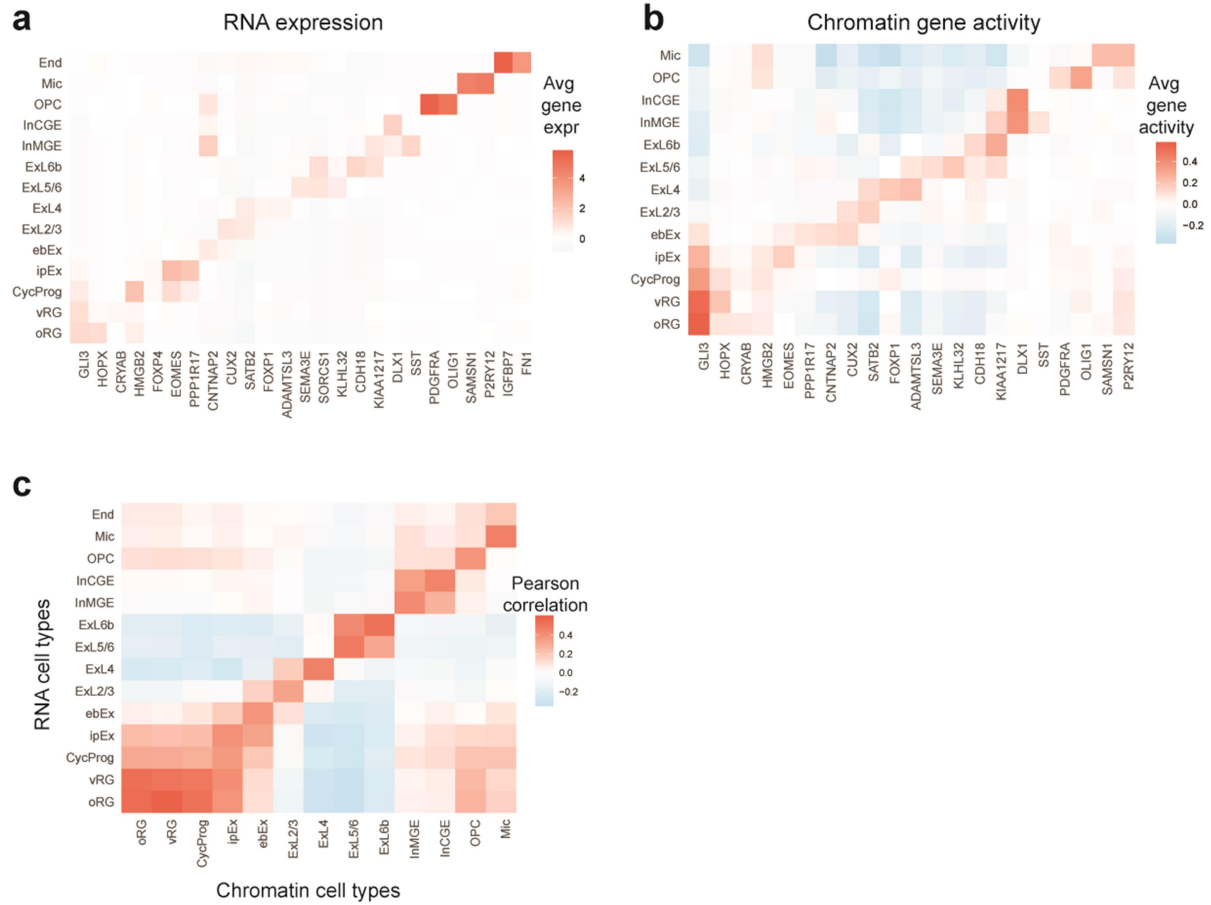 a
RNA expression
End
Mic
OPC
InCGE
InMGE
ExL6b
ExL5/6
ExL4
ExL2/3
ebEx
ipEx
CycProg
vRG
oRG
GLI3
HOPX
CRYAB
HMGB2
FOXP4
EOMES
PPP1R17
CNTNAP2
CUX2
SATB2
FOXP1
ADAMTSL3
SEMA3E
SORCS1
KLHL32
CDH18
KIAA1217
DLX1
SST
PDGFRA
OLIG1
SAMSN1
P2RY12
IGFBP7
FN1
Avg
gene
expr
4
2
0
b
Chromatin gene activity
Mic
OPC
InCGE
InMGE
ExL6b
ExL5/6
ExL4
ExL2/3
ebEx
ipEx
CycProg
vRG
oRG
GLI3
HOPX
CRYAB
HMGB2
EOMES
PPP1R17
CNTNAP2
CUX2
SATB2
FOXP1
ADAMTSL3
SEMA3E
KLHL32
CDH18
KIAA1217
DLX1
SST
PDGFRA
OLIG1
SAMSN1
P2RY12
Avg
gene
activity
0.4
0.2
0.0
−0.2
c
RNA cell types
End
Mic
OPC
InCGE
InMGE
ExL6b
ExL5/6
ExL4
ExL2/3
ebEx
ipEx
CycProg
vRG
oRG
oRG
vRG
CycProg
ipEx
ebEx
ExL2/3
ExL4
ExL5/6
ExL6b
InMGE
InCGE
OPC
Mic
Chromatin cell types
Pearson
correlation
0.4
0.2
0.0
−0.2